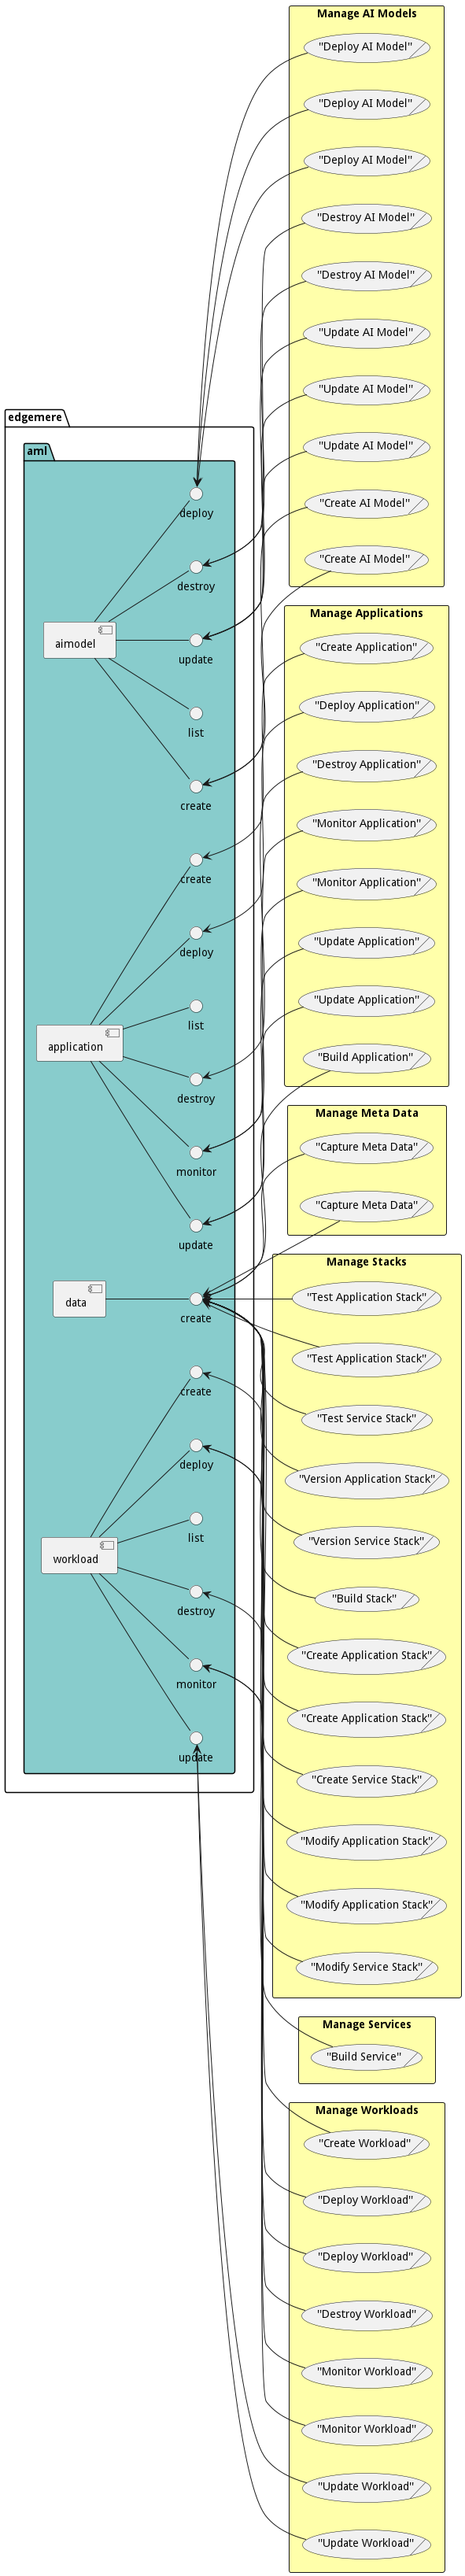 Manage AI Models
"Deploy AI Model"
"Deploy AI Model"
"Deploy AI Model"
"Destroy AI Model"
"Destroy AI Model"
"Update AI Model"
"Update AI Model"
"Update AI Model"
"Create AI Model"
"Create AI Model"
edgemere
aml
deploy
destroy
aimodel
update
list
create
create
deploy
list
application
destroy
monitor
update
data
create
create
deploy
list
workload
destroy
monitor
update
Manage Applications
"Create Application"
"Deploy Application"
"Destroy Application"
"Monitor Application"
"Monitor Application"
"Update Application"
"Update Application"
"Build Application"
Manage Meta Data
"Capture Meta Data"
"Capture Meta Data"
Manage Stacks
"Test Application Stack"
"Test Application Stack"
"Test Service Stack"
"Version Application Stack"
"Version Service Stack"
"Build Stack"
"Create Application Stack"
"Create Application Stack"
"Create Service Stack"
"Modify Application Stack"
"Modify Application Stack"
"Modify Service Stack"
Manage Services
"Build Service"
Manage Workloads
"Create Workload"
"Deploy Workload"
"Deploy Workload"
"Destroy Workload"
"Monitor Workload"
"Monitor Workload"
"Update Workload"
"Update Workload"